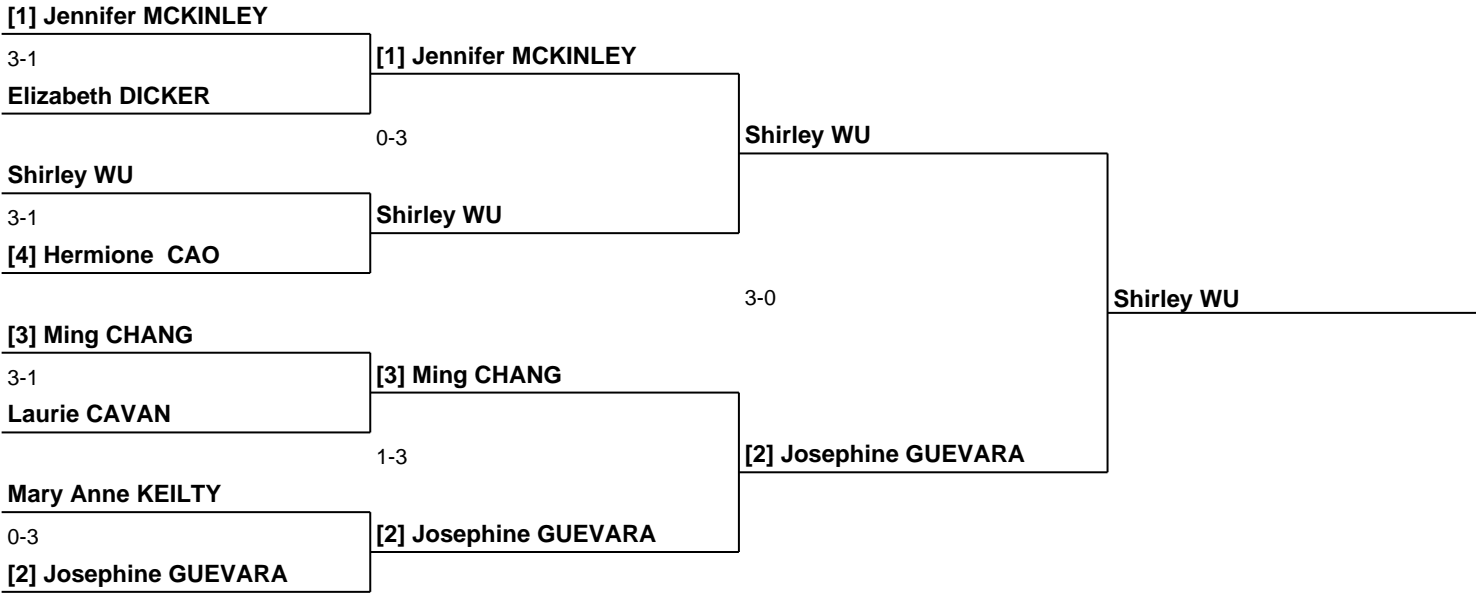 [1] Jennifer MCKINLEY
3-1
Elizabeth DICKER
Shirley WU
3-1
[4] Hermione  CAO
[3] Ming CHANG
3-1
Laurie CAVAN
Mary Anne KEILTY
0-3
[2] Josephine GUEVARA
[1] Jennifer MCKINLEY
0-3
Shirley WU
[3] Ming CHANG
1-3
[2] Josephine GUEVARA
Shirley WU
3-0
[2] Josephine GUEVARA
Shirley WU